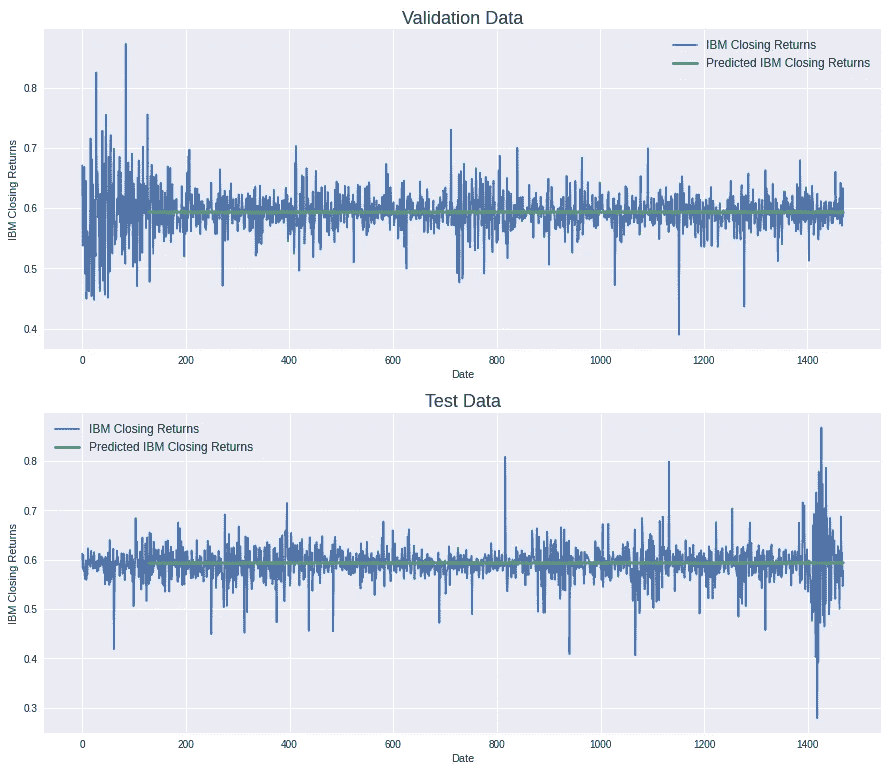 Validation Data
IBM Closing Returns
Predicted IBM Closing Returns
IBM Closing Returns
0.8
0.7
0.6
0.5
0.4
0 200 400 600 800 1000 1200 1400
Date
Test Data
IBM Closing Returns
Predicted IBM Closing Returns
IBM Closing Returns
0.8
0.7
0.6
0.5
0.4
0.3
0 200 400 600 800 1000 1200 1400
Date